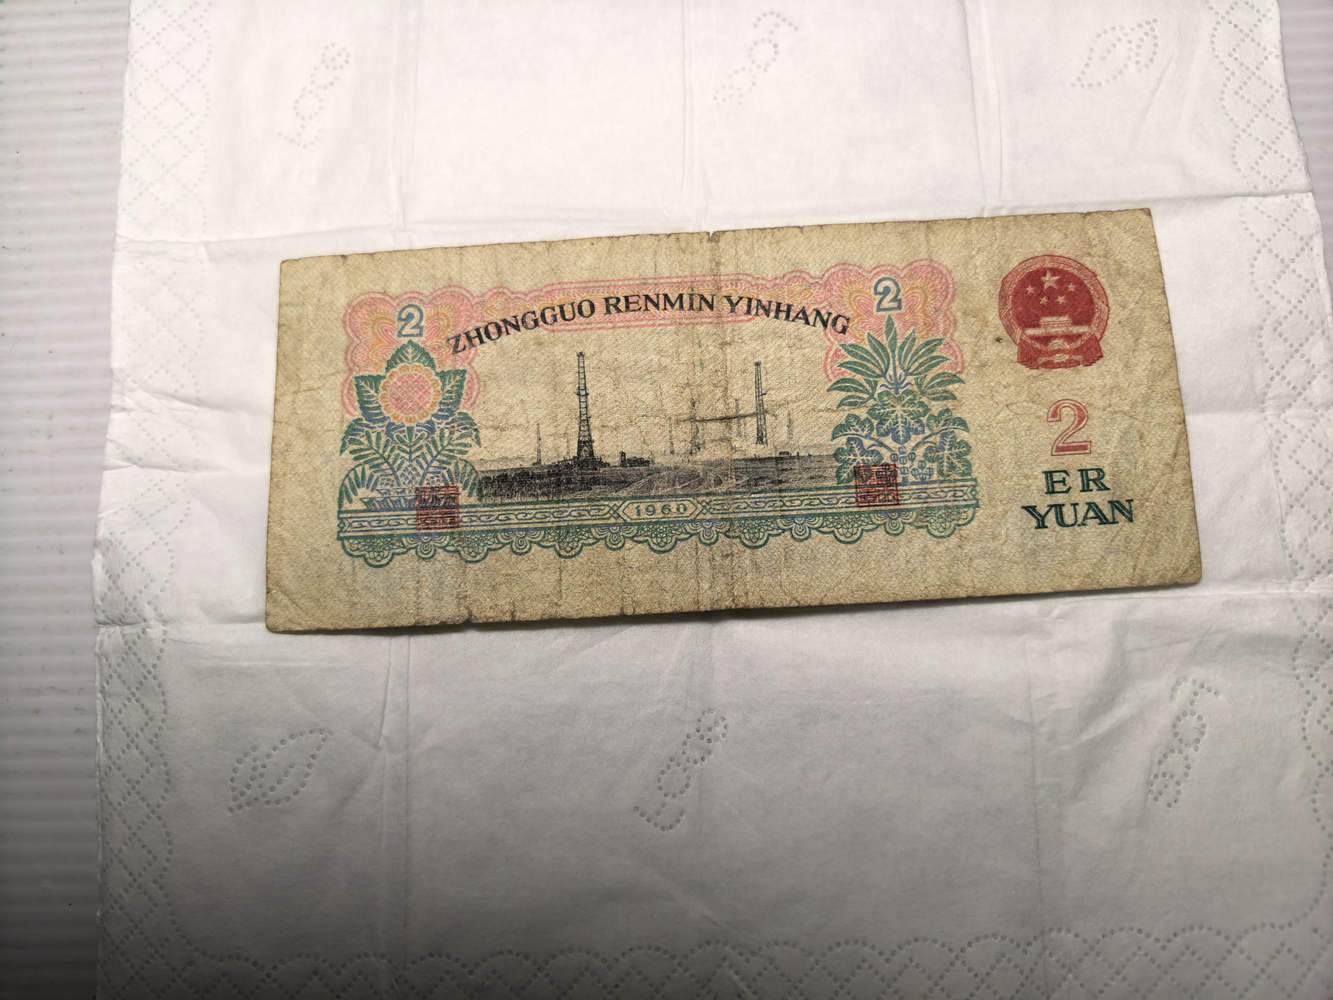 ZHONGGUO RENMIN YINHANG
2
2
1960
2
ER
YUAN